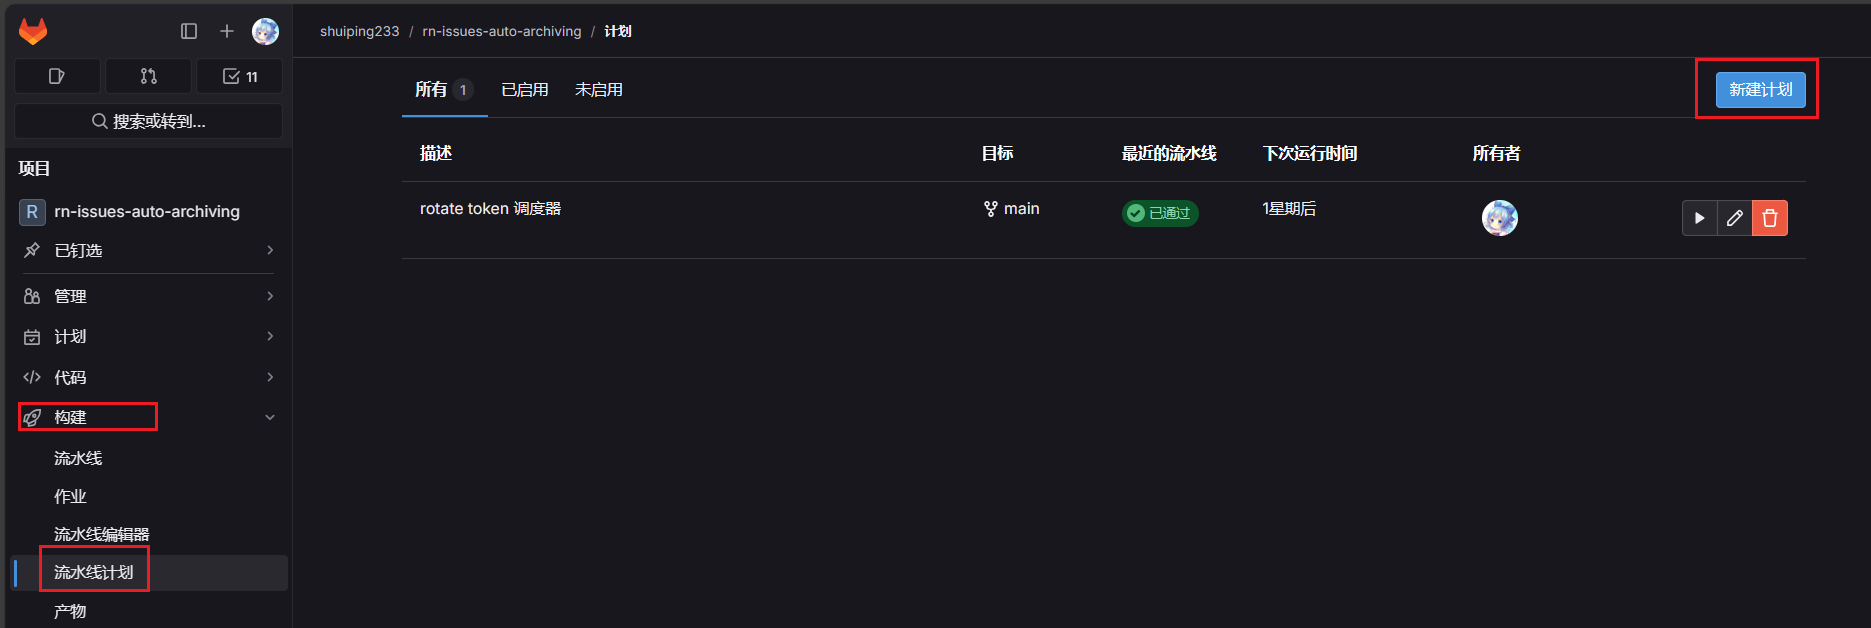 shuiping233 / rn-issues-auto-archiving / 计划
11
搜索或转到...
项目
R rn-issues-auto-archiving
已钉选
管理
计划
代码
构建
流水线
作业
流水线编辑器
流水线计划
产物
所有 1 已启用 未启用 新建计划
描述 目标 最近的流水线 下次运行时间 所有者
rotate token 调度器 main 已通过 1星期后